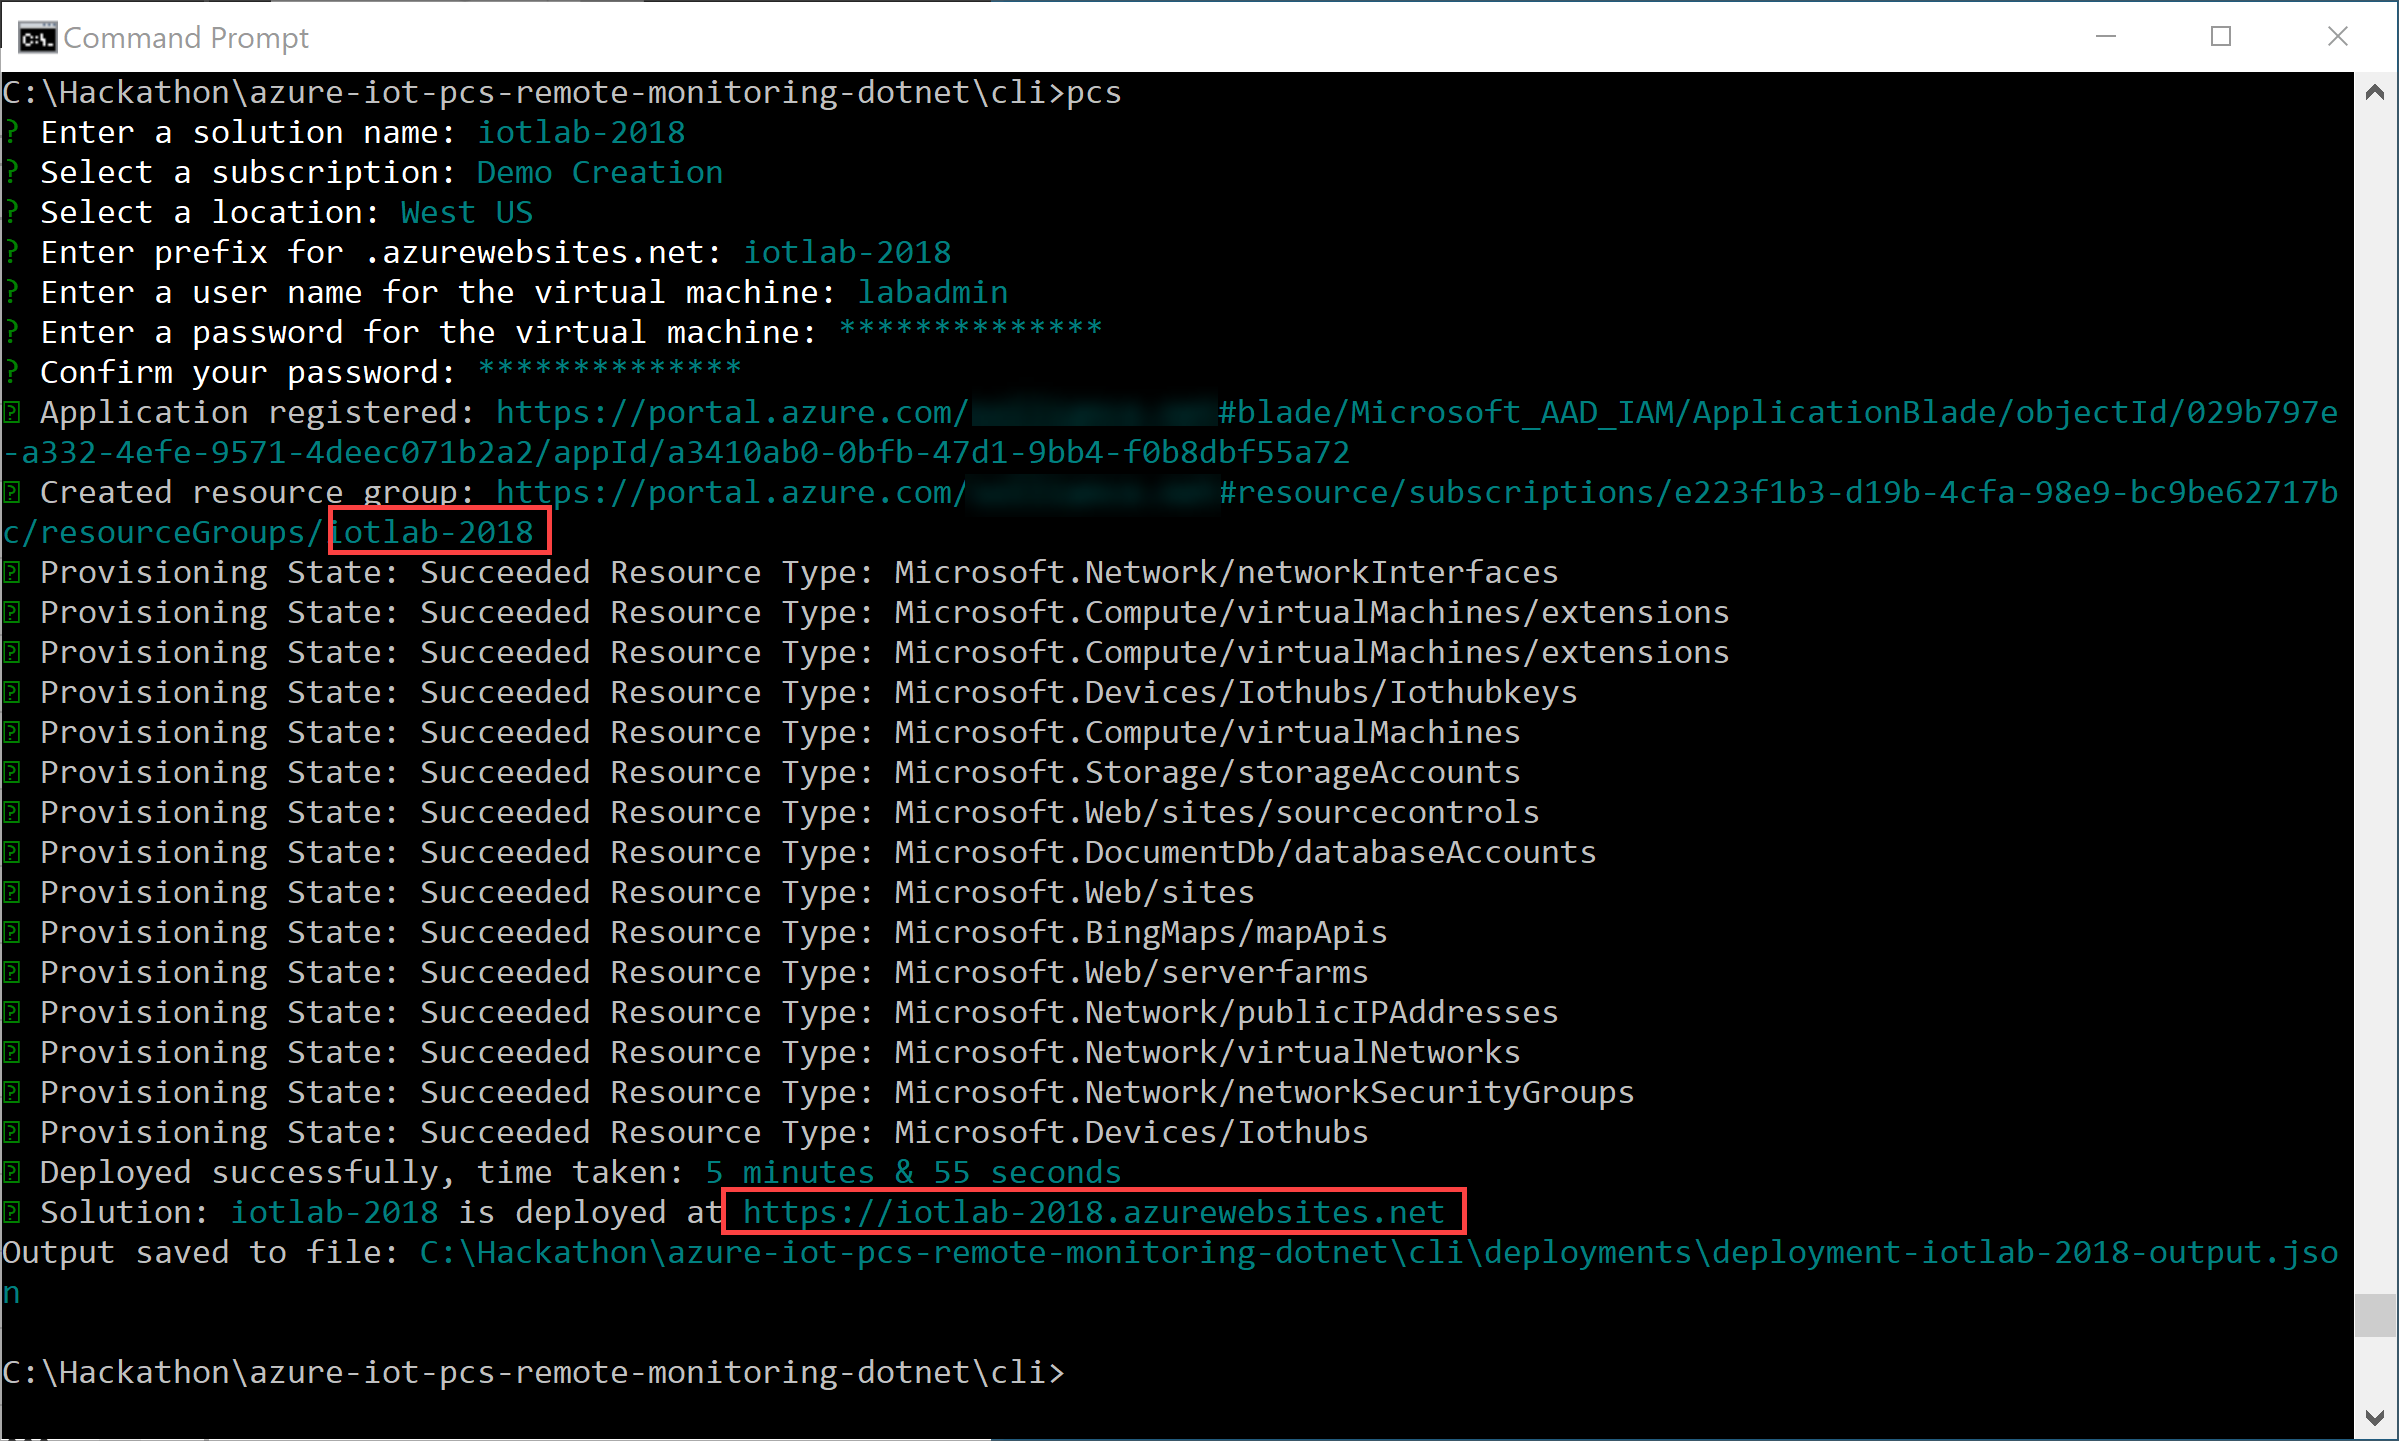 Command Prompt
C:\Hackathon\azure-iot-pcs-remote-monitoring-dotnet\cli>pcs
? Enter a solution name: iotlab-2018
? Select a subscription: Demo Creation
? Select a location: West US
? Enter prefix for .azurewebsites.net: iotlab-2018
? Enter a user name for the virtual machine: labadmin
? Enter a password for the virtual machine: **************
? Confirm your password: **************
Application registered: https://portal.azure.com/ #blade/Microsoft_AAD_IAM/ApplicationBlade/objectId/029b797e
-a332-4efe-9571-4deec071b2a2/appId/a3410ab0-0bfb-47d1-9bb4-f0b8dbf55a72
Created resource group: https://portal.azure.com/ #resource/subscriptions/e223f1b3-d19b-4cfa-98e9-bc9be62717b
c/resourceGroups/iotlab-2018
Provisioning State: Succeeded Resource Type: Microsoft.Network/networkInterfaces
Provisioning State: Succeeded Resource Type: Microsoft.Compute/virtualMachines/extensions
Provisioning State: Succeeded Resource Type: Microsoft.Compute/virtualMachines/extensions
Provisioning State: Succeeded Resource Type: Microsoft.Devices/Iothubs/Iothubkeys
Provisioning State: Succeeded Resource Type: Microsoft.Compute/virtualMachines
Provisioning State: Succeeded Resource Type: Microsoft.Storage/storageAccounts
Provisioning State: Succeeded Resource Type: Microsoft.Web/sites/sourcecontrols
Provisioning State: Succeeded Resource Type: Microsoft.DocumentDb/databaseAccounts
Provisioning State: Succeeded Resource Type: Microsoft.Web/sites
Provisioning State: Succeeded Resource Type: Microsoft.BingMaps/mapApis
Provisioning State: Succeeded Resource Type: Microsoft.Web/serverfarms
Provisioning State: Succeeded Resource Type: Microsoft.Network/publicIPAddresses
Provisioning State: Succeeded Resource Type: Microsoft.Network/virtualNetworks
Provisioning State: Succeeded Resource Type: Microsoft.Network/networkSecurityGroups
Provisioning State: Succeeded Resource Type: Microsoft.Devices/Iothubs
Deployed successfully, time taken: 5 minutes & 55 seconds
Solution: iotlab-2018 is deployed at https://iotlab-2018.azurewebsites.net
Output saved to file: C:\Hackathon\azure-iot-pcs-remote-monitoring-dotnet\cli\deployments\deployment-iotlab-2018-output.jso
n
C:\Hackathon\azure-iot-pcs-remote-monitoring-dotnet\cli>